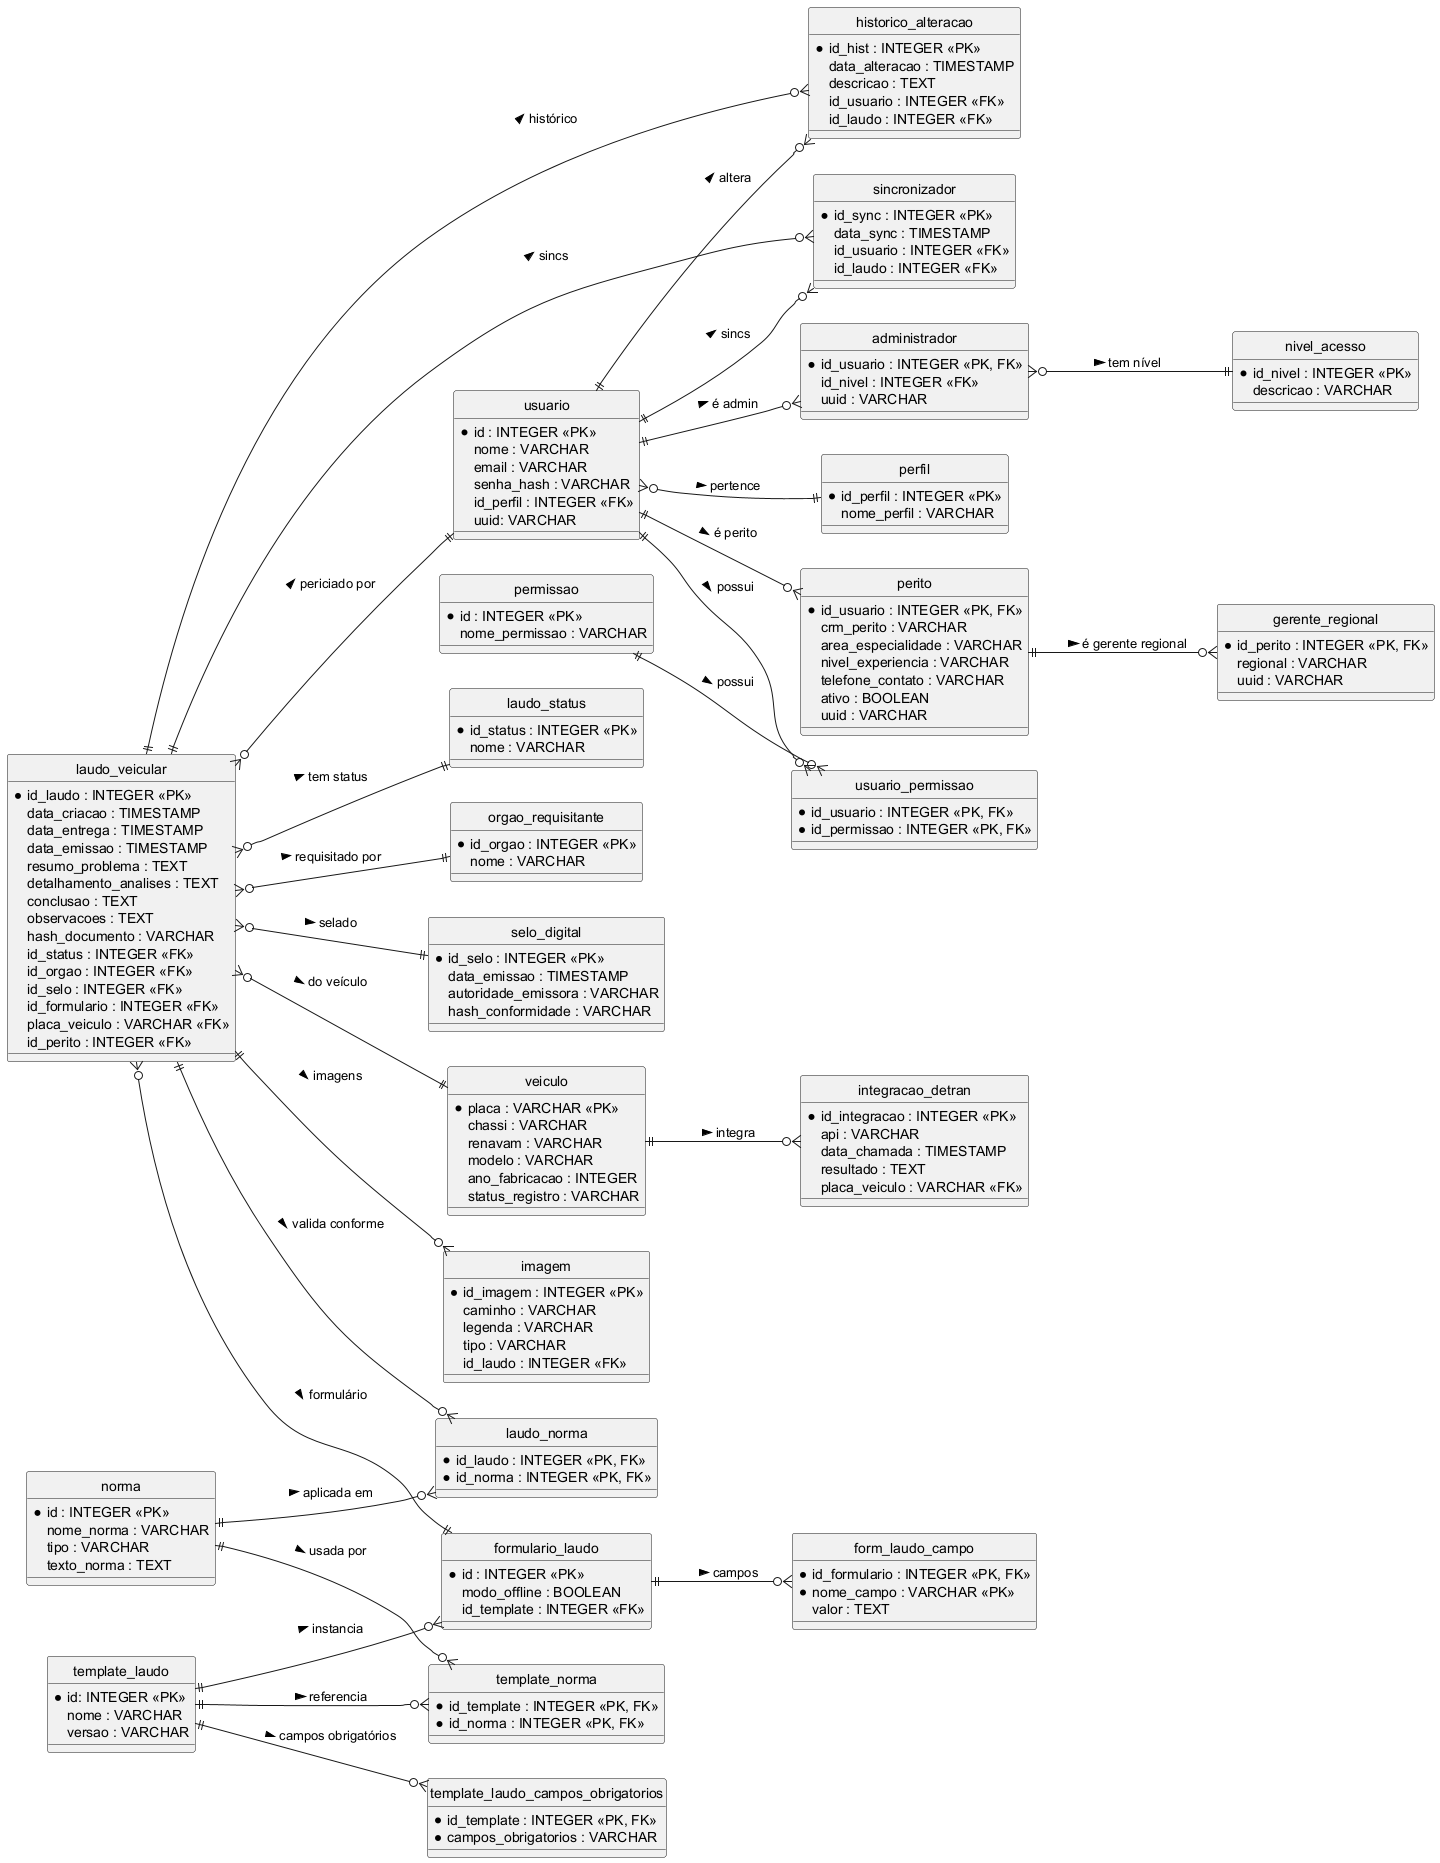 historico_alteracao
* id_hist : INTEGER «PK»
data_alteracao : TIMESTAMP
descricao : TEXT
id_usuario : INTEGER «FK»
id_laudo : INTEGER «FK»
histórico
altera
sincronizador
* id_sync : INTEGER «PK»
data_sync : TIMESTAMP
id_usuario : INTEGER «FK»
id_laudo : INTEGER «FK»
sincs
sincs
administrador
* id_usuario : INTEGER «PK, FK»
id_nivel : INTEGER «FK»
uuid : VARCHAR
tem nível
nivel_acesso
* id_nivel : INTEGER «PK»
descricao : VARCHAR
usuario
* id : INTEGER «PK»
nome : VARCHAR
email : VARCHAR
senha_hash : VARCHAR
id_perfil : INTEGER «FK»
uuid: VARCHAR
é admin
pertence
é perito
possui
perfil
* id_perfil : INTEGER «PK»
nome_perfil : VARCHAR
periciado por
permissao
* id : INTEGER «PK»
nome_permissao : VARCHAR
possui
perito
* id_usuario : INTEGER «PK, FK»
crm_perito : VARCHAR
area_especialidade : VARCHAR
nivel_experiencia : VARCHAR
telefone_contato : VARCHAR
ativo : BOOLEAN
uuid : VARCHAR
é gerente regional
gerente_regional
* id_perito : INTEGER «PK, FK»
regional : VARCHAR
uuid : VARCHAR
usuario_permissao
* id_usuario : INTEGER «PK, FK»
* id_permissao : INTEGER «PK, FK»
laudo_veicular
* id_laudo : INTEGER «PK»
data_criacao : TIMESTAMP
data_entrega : TIMESTAMP
data_emissao : TIMESTAMP
resumo_problema : TEXT
detalhamento_analises : TEXT
conclusao : TEXT
observacoes : TEXT
hash_documento : VARCHAR
id_status : INTEGER «FK»
id_orgao : INTEGER «FK»
id_selo : INTEGER «FK»
id_formulario : INTEGER «FK»
placa_veiculo : VARCHAR «FK»
id_perito : INTEGER «FK»
tem status
laudo_status
* id_status : INTEGER «PK»
nome : VARCHAR
requisitado por
orgao_requisitante
* id_orgao : INTEGER «PK»
nome : VARCHAR
selado
selo_digital
* id_selo : INTEGER «PK»
data_emissao : TIMESTAMP
autoridade_emissora : VARCHAR
hash_conformidade : VARCHAR
do veículo
veiculo
* placa : VARCHAR «PK»
chassi : VARCHAR
renavam : VARCHAR
modelo : VARCHAR
ano_fabricacao : INTEGER
status_registro : VARCHAR
integra
integracao_detran
* id_integracao : INTEGER «PK»
api : VARCHAR
data_chamada : TIMESTAMP
resultado : TEXT
placa_veiculo : VARCHAR «FK»
imagens
imagem
* id_imagem : INTEGER «PK»
caminho : VARCHAR
legenda : VARCHAR
tipo : VARCHAR
id_laudo : INTEGER «FK»
valida conforme
formulário
laudo_norma
* id_laudo : INTEGER «PK, FK»
* id_norma : INTEGER «PK, FK»
norma
* id : INTEGER «PK»
nome_norma : VARCHAR
tipo : VARCHAR
texto_norma : TEXT
aplicada em
usada por
formulario_laudo
* id : INTEGER «PK»
modo_offline : BOOLEAN
id_template : INTEGER «FK»
campos
form_laudo_campo
* id_formulario : INTEGER «PK, FK»
* nome_campo : VARCHAR «PK»
valor : TEXT
template_laudo
* id: INTEGER «PK»
nome : VARCHAR
versao : VARCHAR
instancia
referencia
campos obrigatórios
template_norma
* id_template : INTEGER «PK, FK»
* id_norma : INTEGER «PK, FK»
template_laudo_campos_obrigatorios
* id_template : INTEGER «PK, FK»
* campos_obrigatorios : VARCHAR